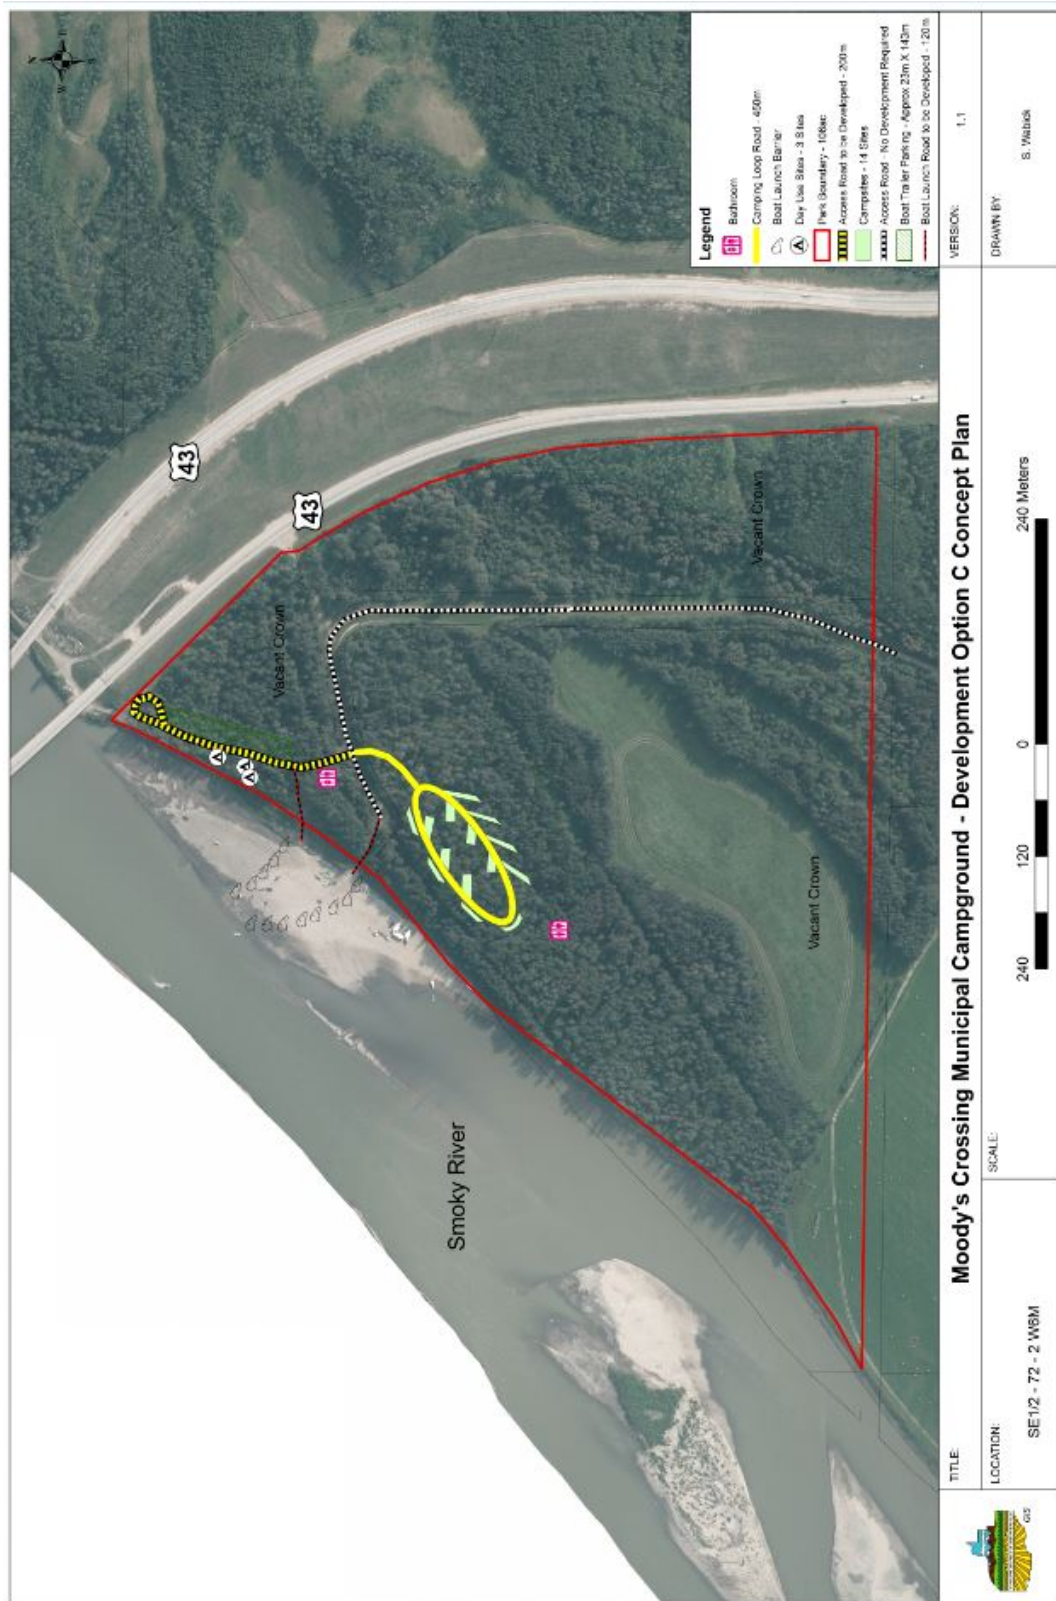 N
E
S
W
43
43
Vacant Crown
Vacant Crown
Vacant Crown
Smoky River
Legend
Bathroom
Camping Loop Road - 450m
Boat Launch Barrier
Day Use Sites - 3 Sites
Park Boundary - 106ac
Access Road to be Developed - 200m
Campsites - 14 Sites
Access Road - No Development Required
Boat Trailer Parking - Approx 23m X 143m
Boat Launch Road to be Developed - 120m
TITLE:
Moody's Crossing Municipal Campground - Development Option C Concept Plan
VERSION:
1.1
LOCATION:
SE1/2 - 72 - 2 W6M
SCALE:
240 120 0 240 Meters
DRAWN BY
S. Webick
GIS